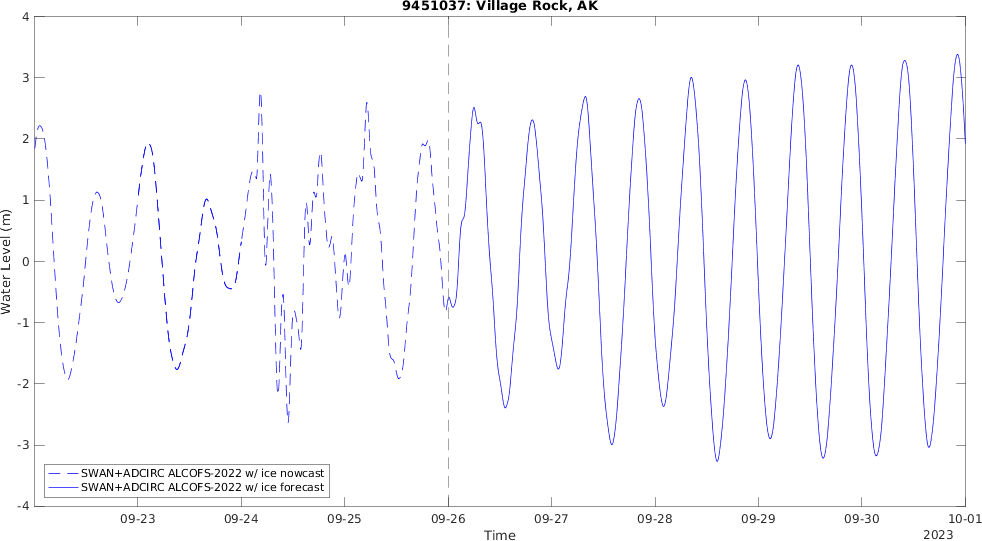 9451037: Village Rock, AK
Water Level (m)
4
3
2
1
0
-1
-2
-3
-4
SWAN+ADCIRC ALCOFS-2022 w/ ice nowcast
SWAN+ADCIRC ALCOFS-2022 w/ ice forecast
09-23 09-24 09-25 09-26 09-27 09-28 09-29 09-30 10-01
Time
2023